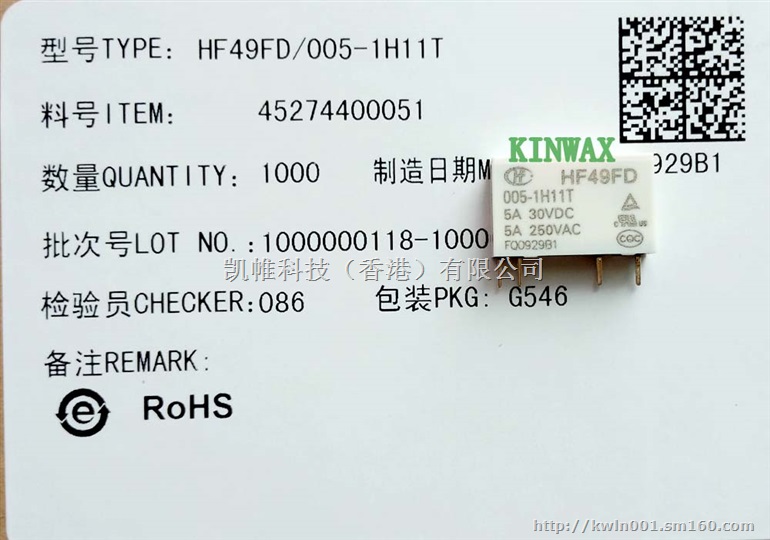 型号TYPE: HF49FD/005-1H11T
料号ITEM: 45274400051
数量QUANTITY: 1000 制造日期M 929B1
批次号LOT NO.:1000000118-1000
检验员CHECKER:086 包装PKG: G546
备注REMARK:
e RoHS
KINWAX
HF HF49FD
005-1H11T
5A 30VDC
5A 250VAC
FQ0929B1
CQC
凯帷科技（香港）有限公司
http://kwln001.sm160.com